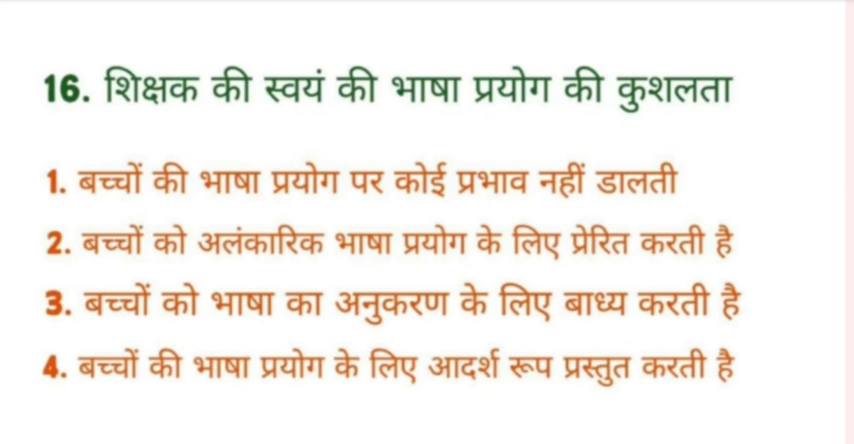 16. शिक्षक की स्वयं की भाषा प्रयोग की कुशलता
1. बच्चों की भाषा प्रयोग पर कोई प्रभाव नहीं डालती
2. बच्चों को अलंकारिक भाषा प्रयोग के लिए प्रेरित करती है
3. बच्चों को भाषा का अनुकरण के लिए बाध्य करती है
4. बच्चों की भाषा प्रयोग के लिए आदर्श रूप प्रस्तुत करती है